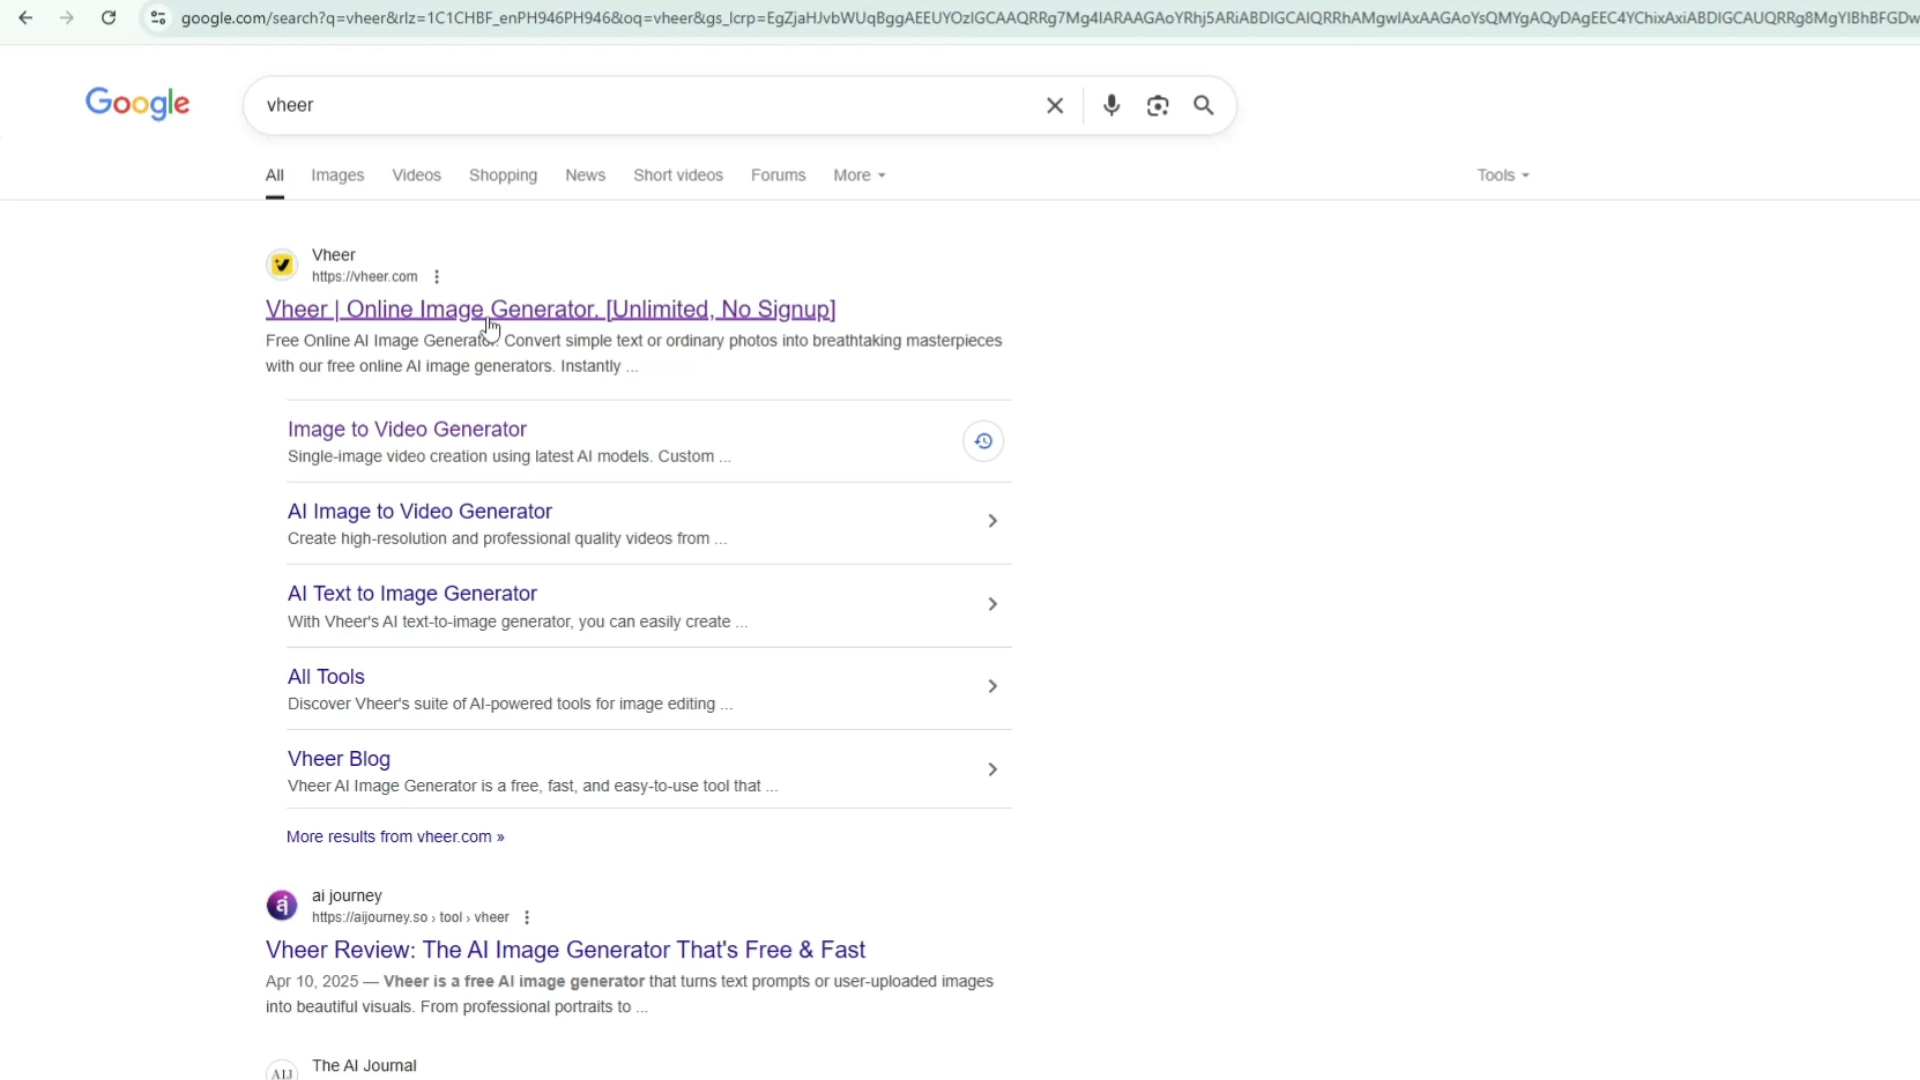 google.com/search?q=vheer&rlz=1C1CHBF_enPH946PH946&oq=vheer&gs_lcrp=
Google
vheer
All Images Videos Shopping News Short videos Forums More Tools
Vheer
https://vheer.com
Vheer | Online Image Generator. [Unlimited, No Signup]
Free Online AI Image Generator. Convert simple text or ordinary photos into breathtaking masterpieces
with our free online AI image generators. Instantly ...
Image to Video Generator
Single-image video creation using latest AI models. Custom ...
AI Image to Video Generator
Create high-resolution and professional quality videos from ...
AI Text to Image Generator
With Vheer's AI text-to-image generator, you can easily create ...
All Tools
Discover Vheer's suite of AI-powered tools for image editing ...
Vheer Blog
Vheer AI Image Generator is a free, fast, and easy-to-use tool that ...
More results from vheer.com »
ai journey
https://aijourney.so › tool › vheer
Vheer Review: The AI Image Generator That's Free & Fast
Apr 10, 2025 — Vheer is a free AI image generator that turns text prompts or user-uploaded images
into beautiful visuals. From professional portraits to ...
The AI Journal
AIJ